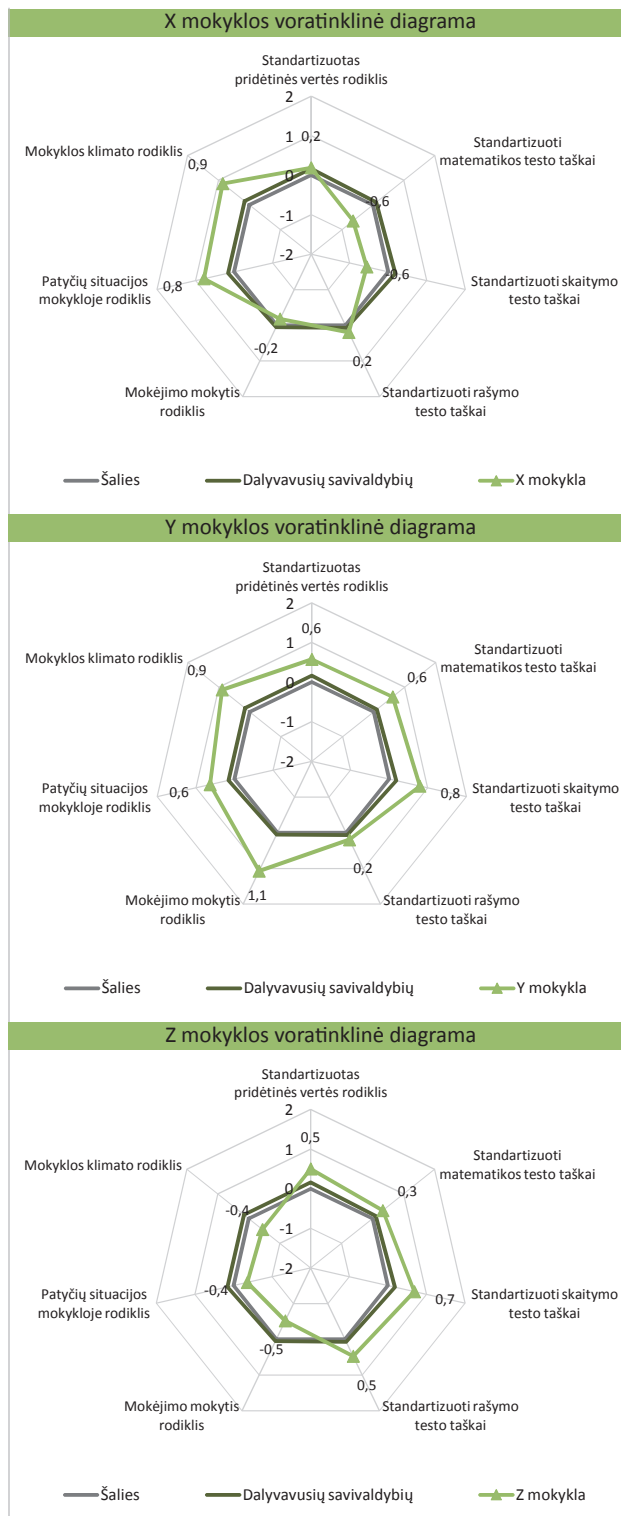 X mokyklos voratinklinė diagrama
Standartizuotas
pridėtinės vertės rodiklis
2
1
0,2
0
-1
-2
Mokyklos klimato rodiklis
0,9
Standartizuoti
matematikos testo taškai
-0,6
Patyčių situacijos
mokykloje rodiklis
0,8
Standartizuoti skaitymo
testo taškai
-0,6
Mokėjimo mokytis
rodiklis
-0,2
Standartizuoti rašymo
testo taškai
0,2
Šalies
Dalyvavusių savivaldybių
X mokykla
Y mokyklos voratinklinė diagrama
Standartizuotas
pridėtinės vertės rodiklis
2
0,6
1
0
-1
-2
Mokyklos klimato rodiklis
0,9
Standartizuoti
matematikos testo taškai
0,6
Patyčių situacijos
mokykloje rodiklis
0,6
Standartizuoti skaitymo
testo taškai
0,8
Mokėjimo mokytis
rodiklis
1,1
Standartizuoti rašymo
testo taškai
0,2
Šalies
Dalyvavusių savivaldybių
Y mokykla
Z mokyklos voratinklinė diagrama
Standartizuotas
pridėtinės vertės rodiklis
2
0,5
1
0
-1
-2
Mokyklos klimato rodiklis
-0,4
Standartizuoti
matematikos testo taškai
0,3
Patyčių situacijos
mokykloje rodiklis
-0,4
Standartizuoti skaitymo
testo taškai
0,7
Mokėjimo mokytis
rodiklis
-0,5
Standartizuoti rašymo
testo taškai
0,5
Šalies
Dalyvavusių savivaldybių
Z mokykla